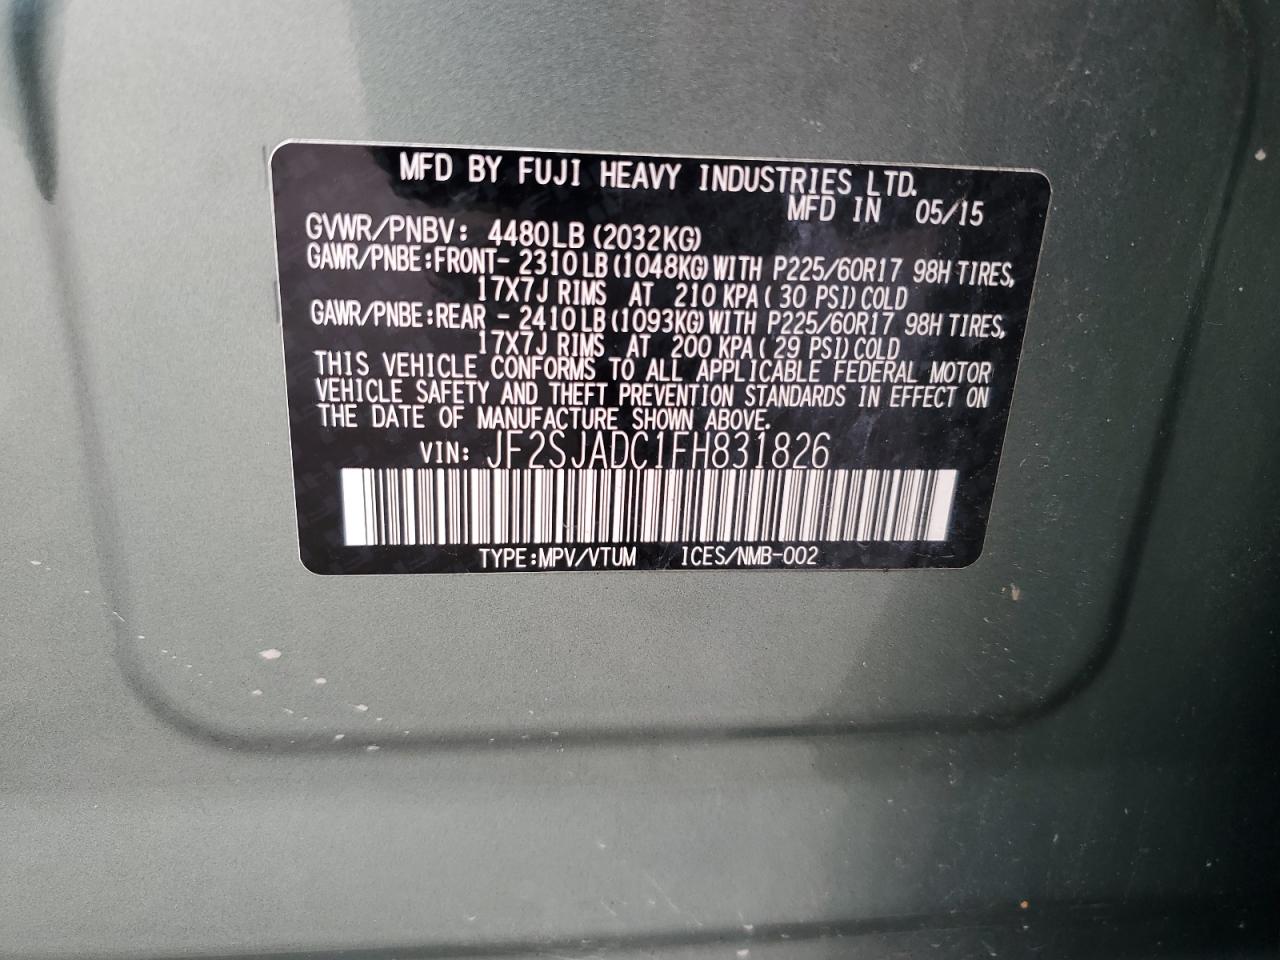 MFD BY FUJI HEAVY INDUSTRIES LTD.
MFD IN 05/15
GVWR/PNBV: 4480LB(2032KG)
GAWR/PNBE:FRONT- 2310LB(1048KG)WITH P225/60R17 98H TIRES,
17X7J RIMS AT 210 KPA(30 PSI)COLD
GAWR/PNBE:REAR - 2410LB(1093KG)WITH P225/60R17 98H TIRES,
17X7J RIMS AT 200 KPA(29 PSI)COLD
THIS VEHICLE CONFORMS TO ALL APPLICABLE FEDERAL MOTOR
VEHICLE SAFETY AND THEFT PREVENTION STANDARDS IN EFFECT ON
THE DATE OF MANUFACTURE SHOWN ABOVE.
VIN: JF2SJADC1FH831826
TYPE:MPV/VTUM ICES/NMB-002